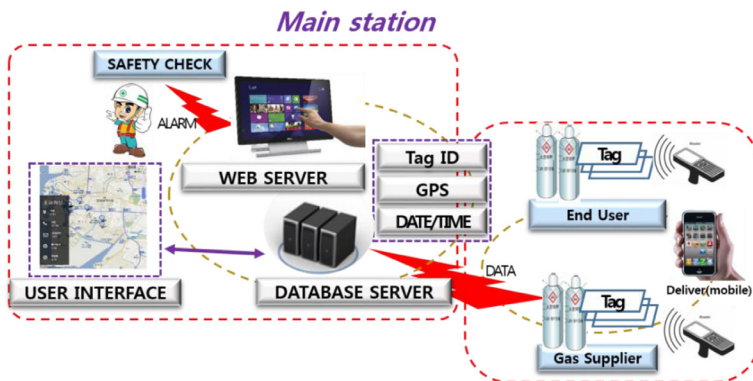 Main station
SAFETY CHECK
ALARM
WEB SERVER
Tag ID
GPS
DATE/TIME
USER INTERFACE
DATABASE SERVER
DATA
Tag
End User
Deliver(mobile)
Tag
Gas Supplier